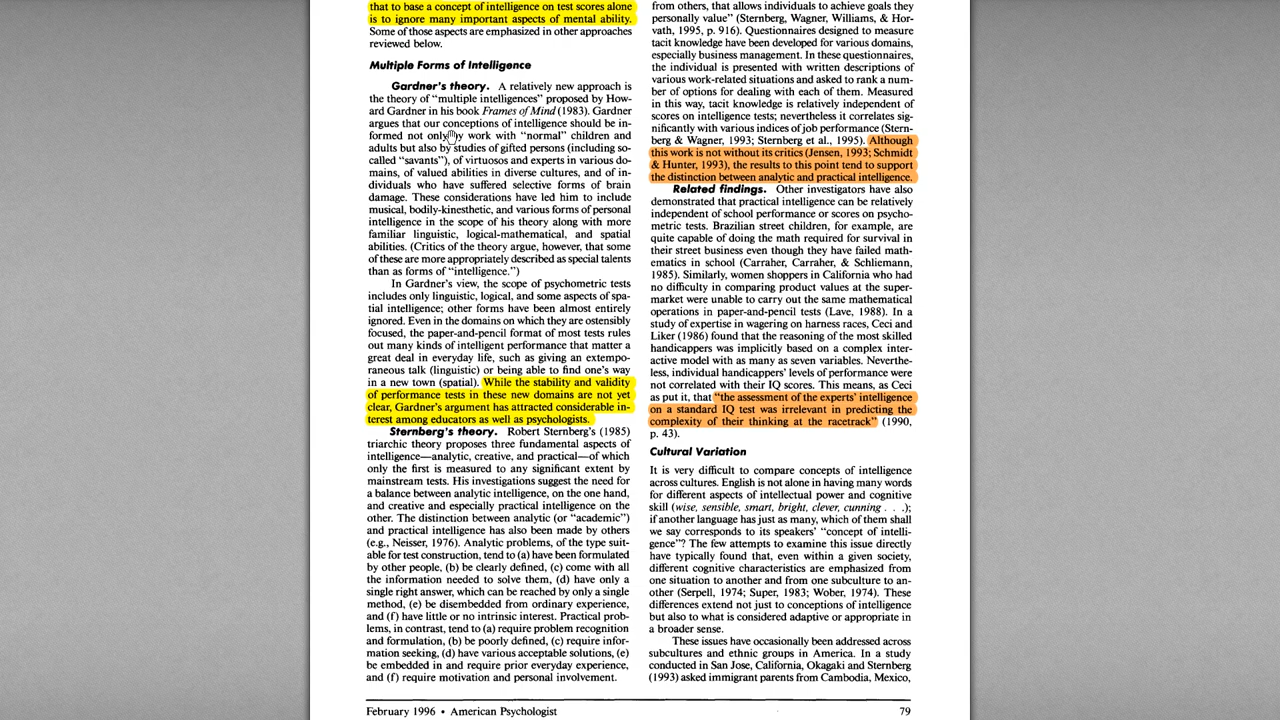 that to base a concept of intelligence on test scores alone
is to ignore many important aspects of mental ability.
Some of those aspects are emphasized in other approaches
reviewed below.
Multiple Forms of Intelligence
Gardner's theory. A relatively new approach is
the theory of "multiple intelligences" proposed by How-
ard Gardner in his book Frames of Mind (1983). Gardner
argues that our conceptions of intelligence should be in-
formed not only by work with "normal" children and
adults but also by studies of gifted persons (including so-
called "savants"), of virtuosos and experts in various do-
mains, of valued abilities in diverse cultures, and of in-
dividuals who have suffered selective forms of brain
damage. These considerations have led him to include
musical, bodily-kinesthetic, and various forms of personal
intelligence in the scope of his theory along with more
familiar linguistic, logical-mathematical, and spatial
abilities. (Critics of the theory argue, however, that some
of these are more appropriately described as special talents
than as forms of "intelligence.")
In Gardner's view, the scope of psychometric tests
includes only linguistic, logical, and some aspects of spa-
tial intelligence; other forms have been almost entirely
ignored. Even in the domains on which they are ostensibly
focused, the paper-and-pencil format of most tests rules
out many kinds of intelligent performance that matter a
great deal in everyday life, such as giving an extempo-
raneous talk (linguistic) or being able to find one's way
in a new town (spatial). While the stability and validity
of performance tests in these new domains are not yet
clear, Gardner's argument has attracted considerable in-
terest among educators as well as psychologists.
Sternberg's theory. Robert Sternberg's (1985)
triarchic theory proposes three fundamental aspects of
intelligence—analytic, creative, and practical—of which
only the first is measured to any significant extent by
mainstream tests. His investigations suggest the need for
a balance between analytic intelligence, on the one hand,
and creative and especially practical intelligence on the
other. The distinction between analytic (or "academic")
and practical intelligence has also been made by others
(e.g., Neisser, 1976). Analytic problems, of the type suit-
able for test construction, tend to (a) have been formulated
by other people, (b) be clearly defined, (c) come with all
the information needed to solve them, (d) have only a
single right answer, which can be reached by only a single
method, (e) be disembedded from ordinary experience,
and (f) have little or no intrinsic interest. Practical prob-
lems, in contrast, tend to (a) require problem recognition
and formulation, (b) be poorly defined, (c) require infor-
mation seeking, (d) have various acceptable solutions, (e)
be embedded in and require prior everyday experience,
and (f) require motivation and personal involvement.
from others, that allows individuals to achieve goals they
personally value" (Sternberg, Wagner, Williams, & Hor-
vath, 1995, p. 916). Questionnaires designed to measure
tacit knowledge have been developed for various domains,
especially business management. In these questionnaires,
the individual is presented with written descriptions of
various work-related situations and asked to rank a num-
ber of options for dealing with each of them. Measured
in this way, tacit knowledge is relatively independent of
scores on intelligence tests; nevertheless it correlates sig-
nificantly with various indices of job performance (Stern-
berg & Wagner, 1993; Sternberg et al., 1995). Although
this work is not without its critics (Jensen, 1993; Schmidt
& Hunter, 1993), the results to this point tend to support
the distinction between analytic and practical intelligence.
Related findings. Other investigators have also
demonstrated that practical intelligence can be relatively
independent of school performance or scores on psycho-
metric tests. Brazilian street children, for example, are
quite capable of doing the math required for survival in
their street business even though they have failed math-
ematics in school (Carraher, Carraher, & Schliemann,
1985). Similarly, women shoppers in California who had
no difficulty in comparing product values at the super-
market were unable to carry out the same mathematical
operations in paper-and-pencil tests (Lave, 1988). In a
study of expertise in wagering on harness races, Ceci and
Liker (1986) found that the reasoning of the most skilled
handicappers was implicitly based on a complex inter-
active model with as many as seven variables. Neverthe-
less, individual handicappers' levels of performance were
not correlated with their IQ scores. This means, as Ceci
as put it, that "the assessment of the experts' intelligence
on a standard IQ test was irrelevant in predicting the
complexity of their thinking at the racetrack" (1990,
p. 43).
Cultural Variation
It is very difficult to compare concepts of intelligence
across cultures. English is not alone in having many words
for different aspects of intellectual power and cognitive
skill (wise, sensible, smart, bright, clever, cunning . . .);
if another language has just as many, which of them shall
we say corresponds to its speakers' "concept of intelli-
gence"? The few attempts to examine this issue directly
have typically found that, even within a given society,
different cognitive characteristics are emphasized from
one situation to another and from one subculture to an-
other (Serpell, 1974; Super, 1983; Wober, 1974). These
differences extend not just to conceptions of intelligence
but also to what is considered adaptive or appropriate in
a broader sense.
These issues have occasionally been addressed across
subcultures and ethnic groups in America. In a study
conducted in San Jose, California, Okagaki and Sternberg
(1993) asked immigrant parents from Cambodia, Mexico,
February 1996 • American Psychologist
79